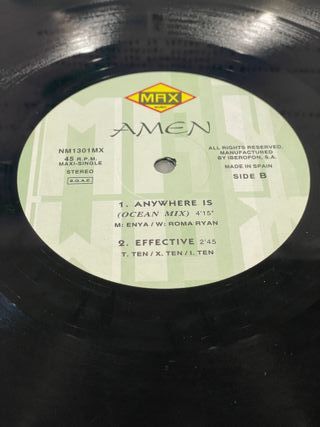 MAX
MUSIC
AMEN
NM1301MX
45 R.P.M.
MAXI-SINGLE
STEREO
S.G.A.E.
ALL RIGHTS RESERVED.
MANUFACTURED
BY IBEROFON, S.A.
MADE IN SPAIN
SIDE B
1. ANYWHERE IS
(OCEAN MIX) 4'15"
M: ENYA / W: ROMA RYAN
2. EFFECTIVE 2'45
T. TEN / X. TEN / I. TEN